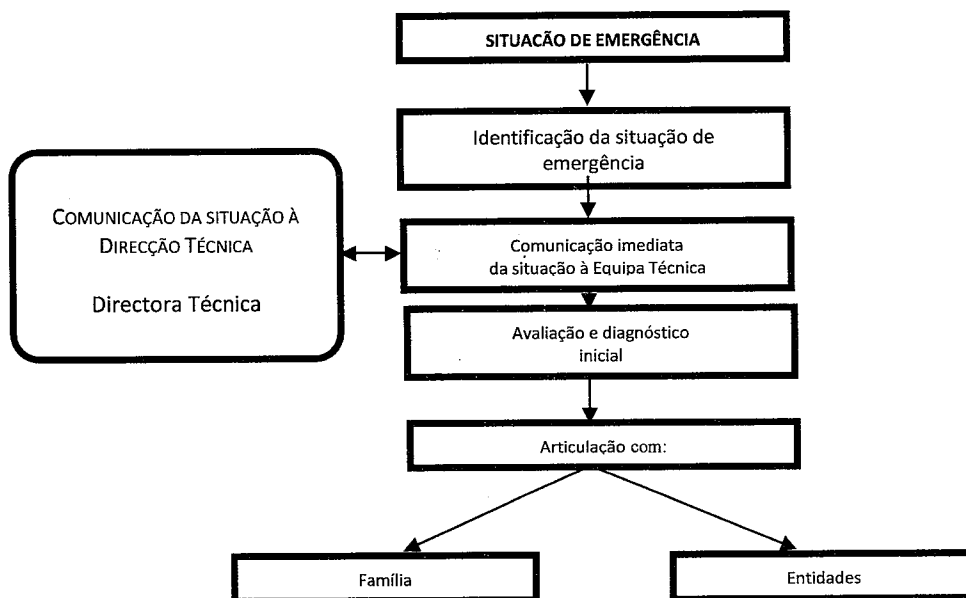 SITUACÃO DE EMERGÊNCIA
Identificação da situação de
emergência
COMUNICAÇÃO DA SITUAÇÃO À
DIRECÇÃO TÉCNICA
Directora Técnica
Comunicação imediata
da situação à Equipa Técnica
Avaliação e diagnóstico
inicial
Articulação com:
Família
Entidades